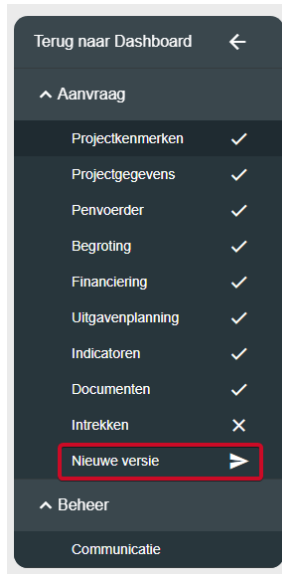 Terug naar Dashboard
Aanvraag
Projectkenmerken
Projectgegevens
Penvoerder
Begroting
Financiering
Uitgavenplanning
Indicatoren
Documenten
Intrekken
Nieuwe versie
Beheer
Communicatie